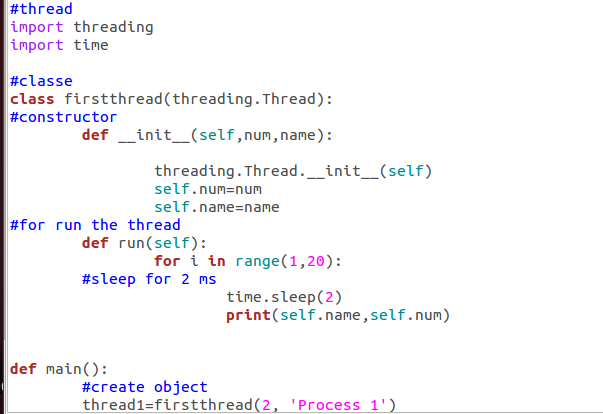 #thread
import threading
import time

#classe
class firstthread(threading.Thread):
#constructor
        def __init__(self,num,name):

                threading.Thread.__init__(self)
                self.num=num
                self.name=name
#for run the thread
        def run(self):
                for i in range(1,20):
        #sleep for 2 ms
                        time.sleep(2)
                        print(self.name,self.num)


def main():
        #create object
        thread1=firstthread(2, 'Process 1')